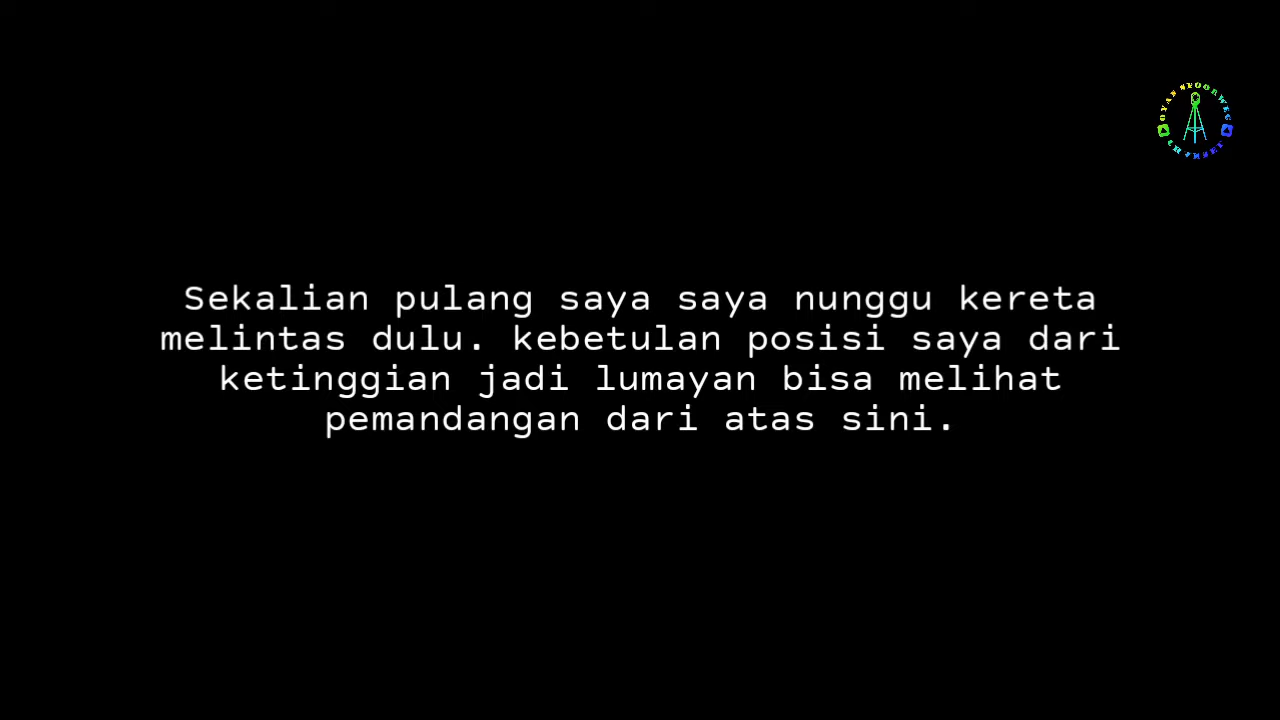 Sekalian pulang saya saya nunggu kereta
melintas dulu. kebetulan posisi saya dari
ketinggian jadi lumayan bisa melihat
pemandangan dari atas sini.